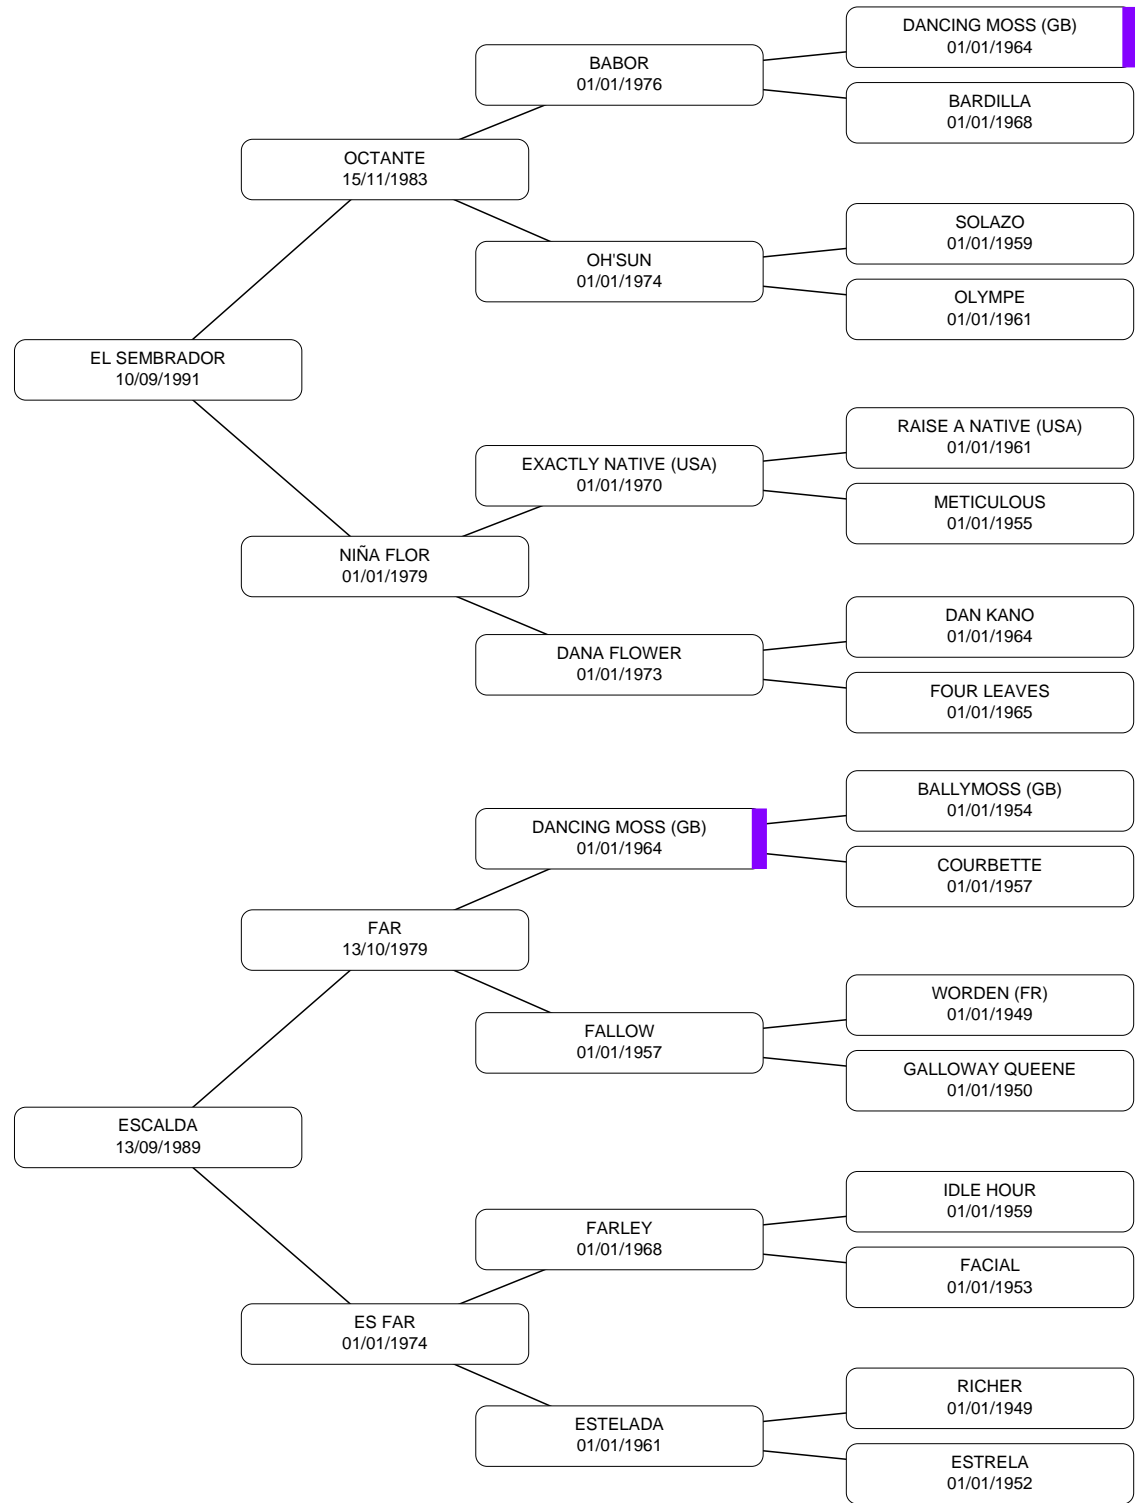 DANCING MOSS (GB)
01/01/1964
BABOR
01/01/1976
BARDILLA
01/01/1968
OCTANTE
15/11/1983
SOLAZO
01/01/1959
OH'SUN
01/01/1974
OLYMPE
01/01/1961
EL SEMBRADOR
10/09/1991
RAISE A NATIVE (USA)
01/01/1961
EXACTLY NATIVE (USA)
01/01/1970
METICULOUS
01/01/1955
NIÑA FLOR
01/01/1979
DAN KANO
01/01/1964
DANA FLOWER
01/01/1973
FOUR LEAVES
01/01/1965
BALLYMOSS (GB)
01/01/1954
DANCING MOSS (GB)
01/01/1964
COURBETTE
01/01/1957
FAR
13/10/1979
WORDEN (FR)
01/01/1949
FALLOW
01/01/1957
GALLOWAY QUEENE
01/01/1950
ESCALDA
13/09/1989
IDLE HOUR
01/01/1959
FARLEY
01/01/1968
FACIAL
01/01/1953
ES FAR
01/01/1974
RICHER
01/01/1949
ESTELADA
01/01/1961
ESTRELA
01/01/1952